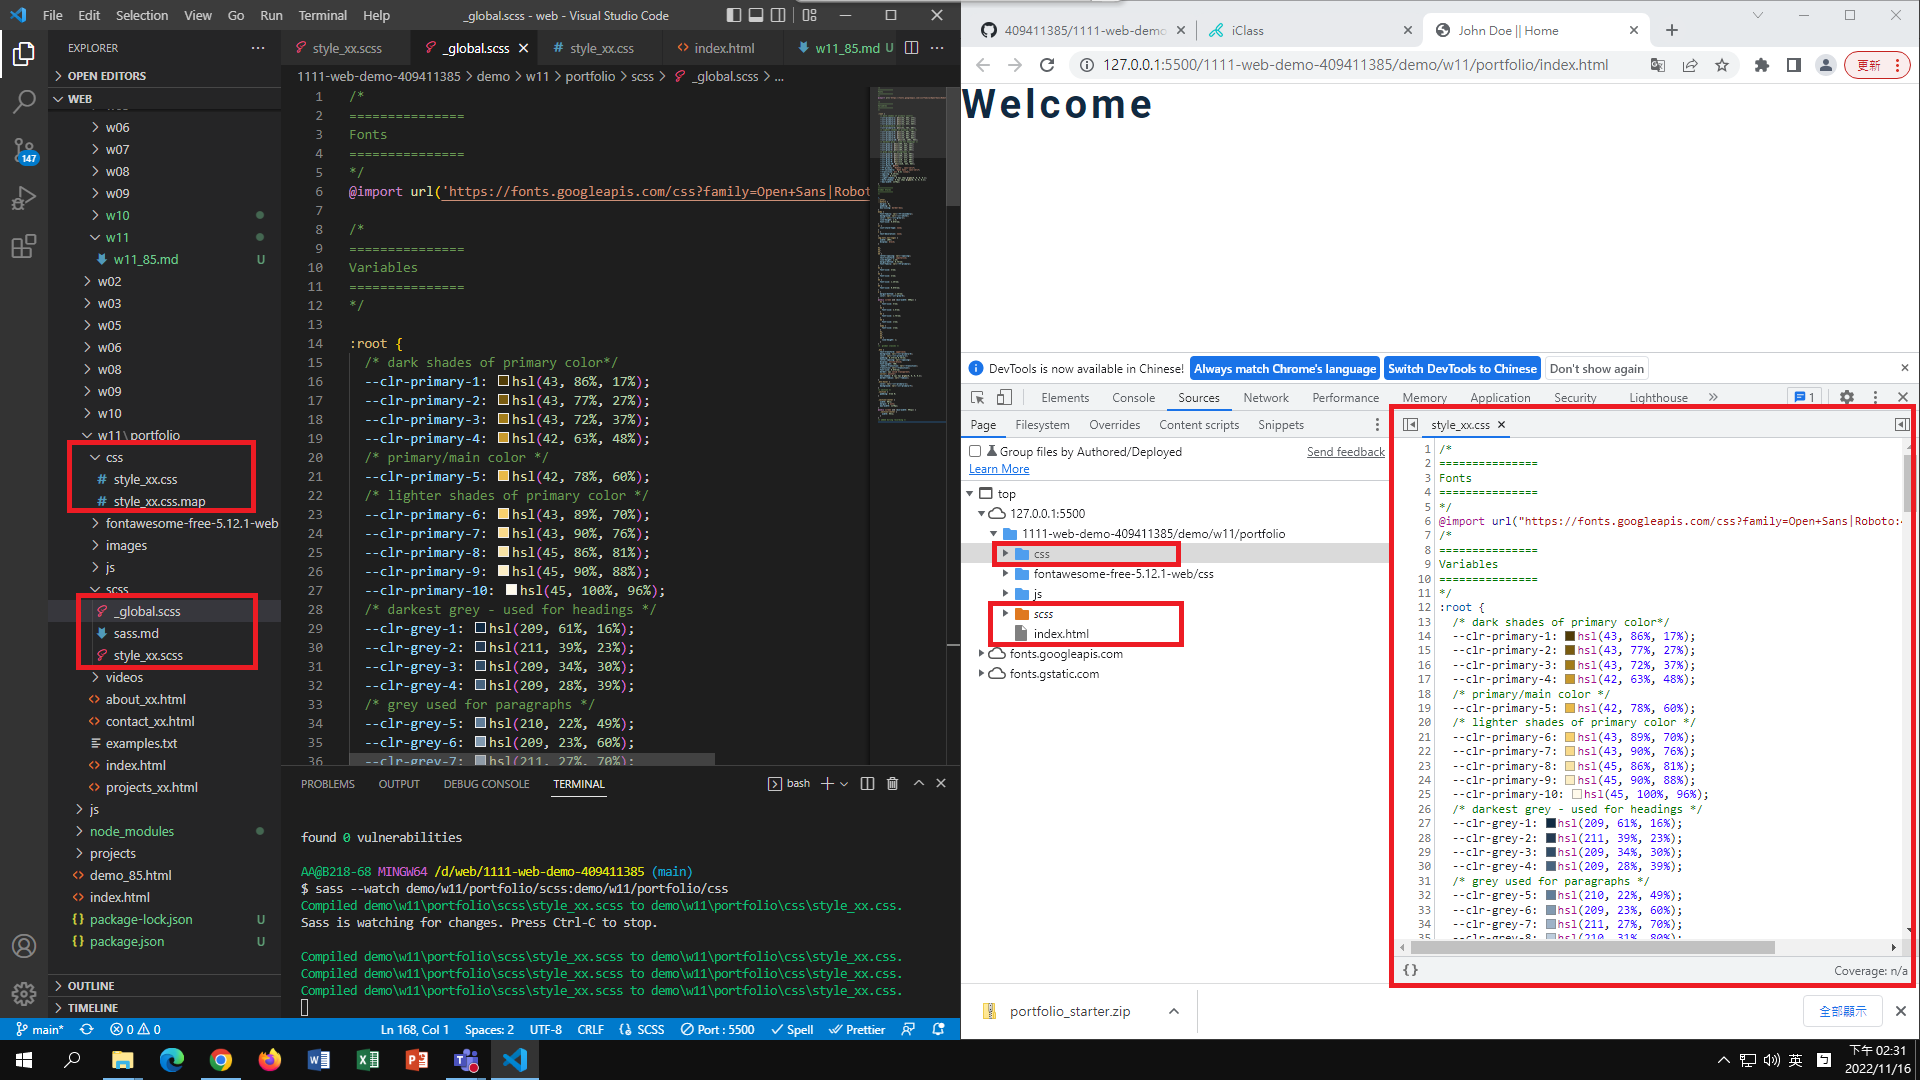 File Edit Selection View Go Run Terminal Help
_global.scss - web - Visual Studio Code
EXPLORER
OPEN EDITORS
WEB
w06
w07
w08
w09
w10
w11
w11_85.md U
w02
w03
w05
w06
w08
w09
w10
w11\portfolio
css
style_xx.css
style_xx.css.map
fontawesome-free-5.12.1-web
images
js
scss
_global.scss
sass.md
style_xx.scss
videos
about_xx.html
contact_xx.html
examples.txt
index.html
projects_xx.html
js
node_modules
projects
demo_85.html
index.html
package-lock.json U
package.json U
OUTLINE
TIMELINE
147
style_xx.scss _global.scss style_xx.css index.html w11_85.md U
1111-web-demo-409411385 > demo > w11 > portfolio > scss > _global.scss > ...
1 /*
2 ===============
3 Fonts
4 ===============
5 */
6 @import url('https://fonts.googleapis.com/css?family=Open+Sans|Robot
7
8 /*
9 ===============
10 Variables
11 ===============
12 */
13
14 :root {
15 /* dark shades of primary color*/
16 --clr-primary-1: hsl(43, 86%, 17%);
17 --clr-primary-2: hsl(43, 77%, 27%);
18 --clr-primary-3: hsl(43, 72%, 37%);
19 --clr-primary-4: hsl(42, 63%, 48%);
20 /* primary/main color */
21 --clr-primary-5: hsl(42, 78%, 60%);
22 /* lighter shades of primary color */
23 --clr-primary-6: hsl(43, 89%, 70%);
24 --clr-primary-7: hsl(43, 90%, 76%);
25 --clr-primary-8: hsl(45, 86%, 81%);
26 --clr-primary-9: hsl(45, 90%, 88%);
27 --clr-primary-10: hsl(45, 100%, 96%);
28 /* darkest grey - used for headings */
29 --clr-grey-1: hsl(209, 61%, 16%);
30 --clr-grey-2: hsl(211, 39%, 23%);
31 --clr-grey-3: hsl(209, 34%, 30%);
32 --clr-grey-4: hsl(209, 28%, 39%);
33 /* grey used for paragraphs */
34 --clr-grey-5: hsl(210, 22%, 49%);
35 --clr-grey-6: hsl(209, 23%, 60%);
36 --clr-grey-7: hsl(211, 27%, 70%);
PROBLEMS OUTPUT DEBUG CONSOLE TERMINAL bash
found 0 vulnerabilities
AA@B218-68 MINGW64 /d/web/1111-web-demo-409411385 (main)
$ sass --watch demo/w11/portfolio/scss:demo/w11/portfolio/css
Compiled demo\w11\portfolio\scss\style_xx.scss to demo\w11\portfolio\css\style_xx.css.
Sass is watching for changes. Press Ctrl-C to stop.
Compiled demo\w11\portfolio\scss\style_xx.scss to demo\w11\portfolio\css\style_xx.css.
Compiled demo\w11\portfolio\scss\style_xx.scss to demo\w11\portfolio\css\style_xx.css.
Compiled demo\w11\portfolio\scss\style_xx.scss to demo\w11\portfolio\css\style_xx.css.
main* 0 0 Ln 168, Col 1 Spaces: 2 UTF-8 CRLF SCSS Port : 5500 Spell Prettier
409411385/1111-web-demo iClass John Doe || Home
127.0.0.1:5500/1111-web-demo-409411385/demo/w11/portfolio/index.html 更新
Welcome
DevTools is now available in Chinese! Always match Chrome's language Switch DevTools to Chinese Don't show again
Elements Console Sources Network Performance Memory Application Security Lighthouse 1
Page Filesystem Overrides Content scripts Snippets
Group files by Authored/Deployed Send feedback
Learn More
top
127.0.0.1:5500
1111-web-demo-409411385/demo/w11/portfolio
css
fontawesome-free-5.12.1-web/css
js
scss
index.html
fonts.googleapis.com
fonts.gstatic.com
style_xx.css
1 /*
2 ===============
3 Fonts
4 ===============
5 */
6 @import url("https://fonts.googleapis.com/css?family=Open+Sans|Roboto:
7 /*
8 ===============
9 Variables
10 ===============
11 */
12 :root {
13 /* dark shades of primary color*/
14 --clr-primary-1: hsl(43, 86%, 17%);
15 --clr-primary-2: hsl(43, 77%, 27%);
16 --clr-primary-3: hsl(43, 72%, 37%);
17 --clr-primary-4: hsl(42, 63%, 48%);
18 /* primary/main color */
19 --clr-primary-5: hsl(42, 78%, 60%);
20 /* lighter shades of primary color */
21 --clr-primary-6: hsl(43, 89%, 70%);
22 --clr-primary-7: hsl(43, 90%, 76%);
23 --clr-primary-8: hsl(45, 86%, 81%);
24 --clr-primary-9: hsl(45, 90%, 88%);
25 --clr-primary-10: hsl(45, 100%, 96%);
26 /* darkest grey - used for headings */
27 --clr-grey-1: hsl(209, 61%, 16%);
28 --clr-grey-2: hsl(211, 39%, 23%);
29 --clr-grey-3: hsl(209, 34%, 30%);
30 --clr-grey-4: hsl(209, 28%, 39%);
31 /* grey used for paragraphs */
32 --clr-grey-5: hsl(210, 22%, 49%);
33 --clr-grey-6: hsl(209, 23%, 60%);
34 --clr-grey-7: hsl(211, 27%, 70%);
35 --clr-grey-8: hsl(210, 31%, 80%);
{} Coverage: n/a
portfolio_starter.zip 全部顯示
英 下午 02:31
2022/11/16